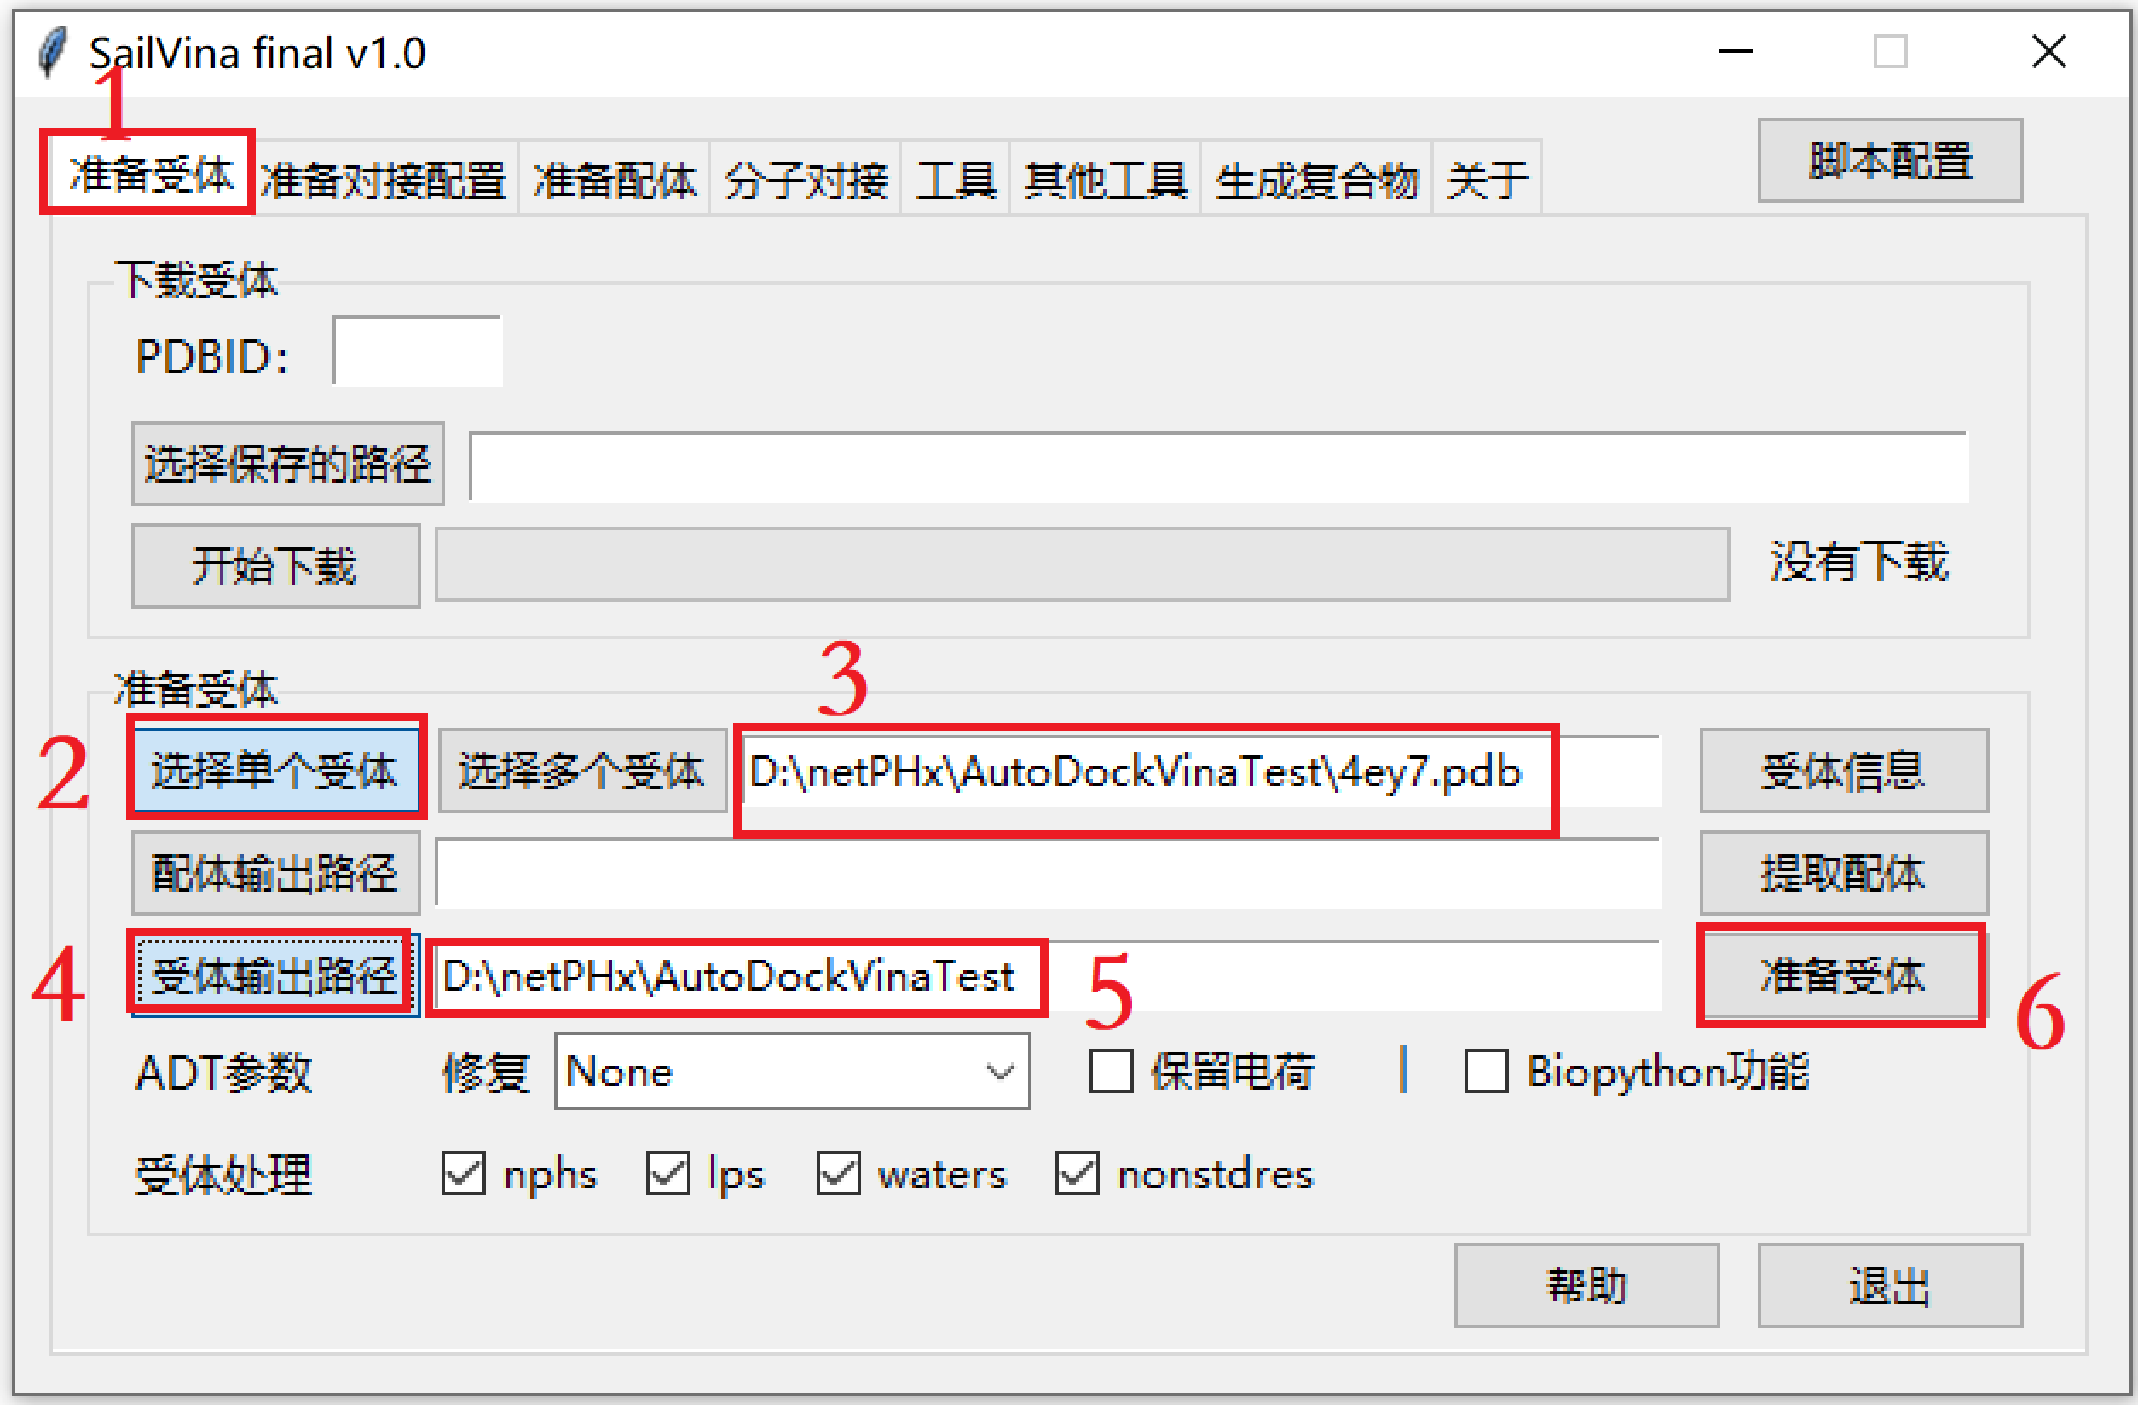 SailVina final v1.0
1
准备受体 准备对接配置 准备配体 分子对接 工具 其他工具 生成复合物 关于 脚本配置
下载受体
PDBID：
选择保存的路径
开始下载 没有下载
准备受体
3
2 选择单个受体 选择多个受体 D:\netPHx\AutoDockVinaTest\4ey7.pdb 受体信息
配体输出路径 提取配体
4 受体输出路径 D:\netPHx\AutoDockVinaTest 5 准备受体 6
ADT参数 修复 None 保留电荷 | Biopython功能
受体处理 nphs lps waters nonstdres
帮助 退出